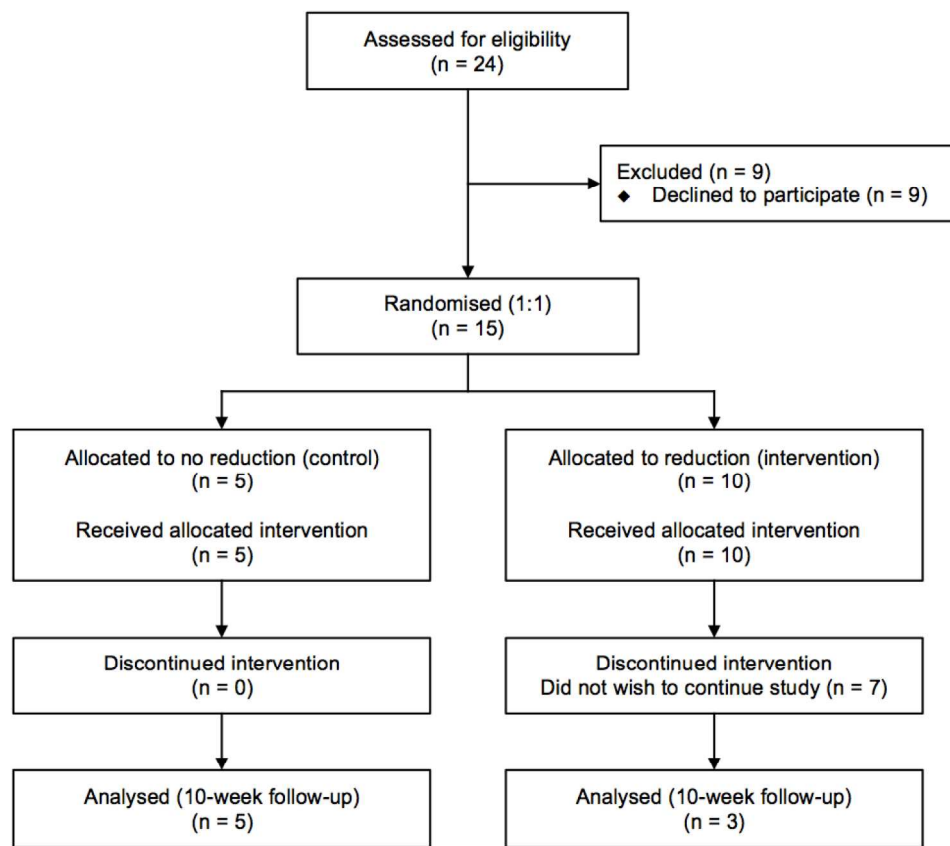 Assessed for eligibility
(n = 24)
Excluded (n = 9)
◆ Declined to participate (n = 9)
Randomised (1:1)
(n = 15)
Allocated to no reduction (control)
(n = 5)
Received allocated intervention
(n = 5)
Allocated to reduction (intervention)
(n = 10)
Received allocated intervention
(n = 10)
Discontinued intervention
(n = 0)
Discontinued intervention
Did not wish to continue study (n = 7)
Analysed (10-week follow-up)
(n = 5)
Analysed (10-week follow-up)
(n = 3)